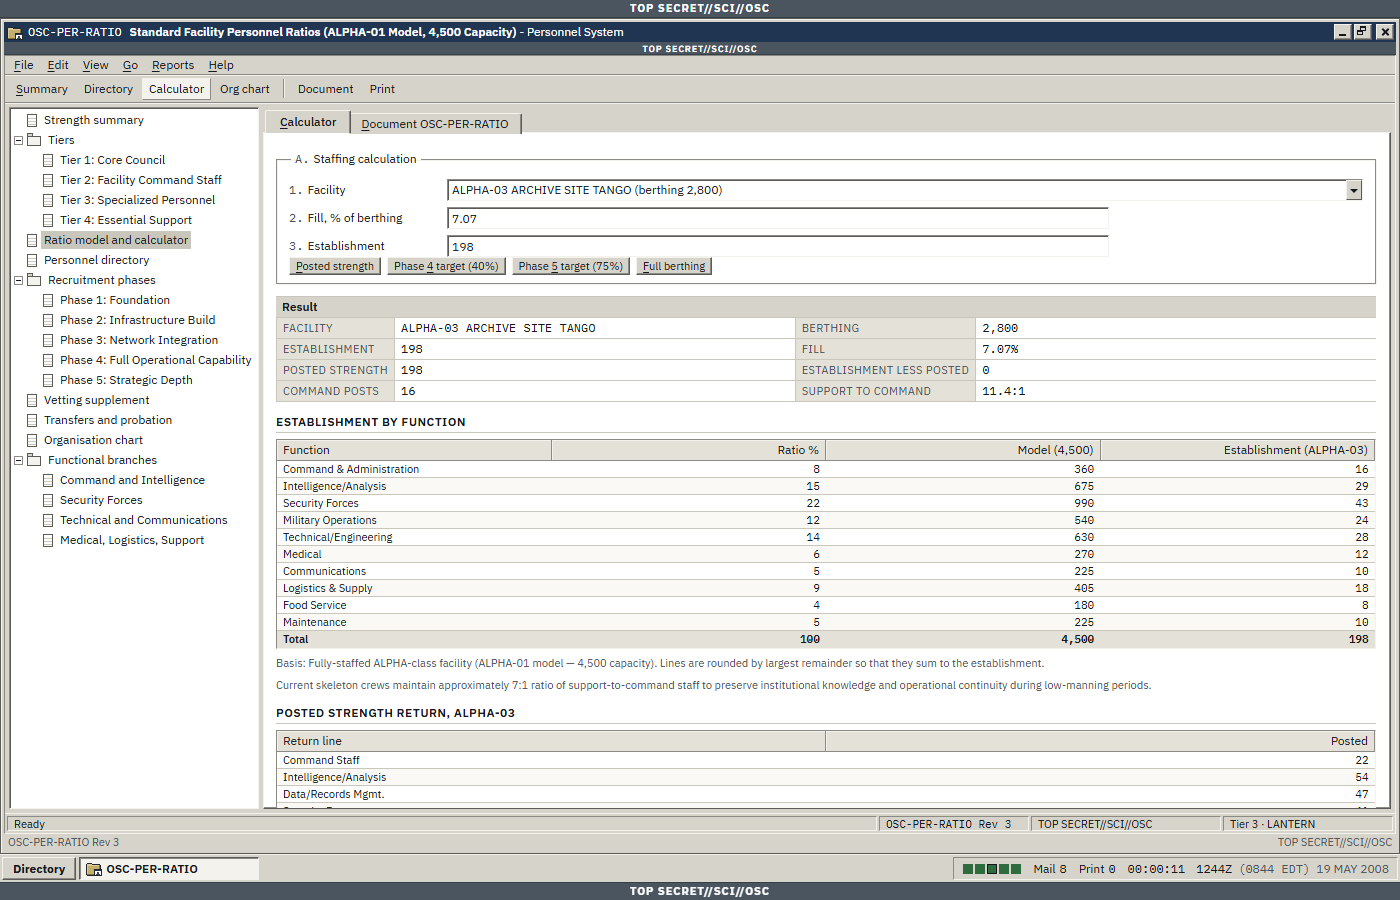 TOP SECRET//SCI//OSC
OSC-PER-RATIO Standard Facility Personnel Ratios (ALPHA-01 Model, 4,500 Capacity) - Personnel System
TOP SECRET//SCI//OSC
File Edit View Go Reports Help
Summary Directory Calculator Org chart Document Print
Strength summary
Tiers
Tier 1: Core Council
Tier 2: Facility Command Staff
Tier 3: Specialized Personnel
Tier 4: Essential Support
Ratio model and calculator
Personnel directory
Recruitment phases
Phase 1: Foundation
Phase 2: Infrastructure Build
Phase 3: Network Integration
Phase 4: Full Operational Capability
Phase 5: Strategic Depth
Vetting supplement
Transfers and probation
Organisation chart
Functional branches
Command and Intelligence
Security Forces
Technical and Communications
Medical, Logistics, Support
Calculator Document OSC-PER-RATIO
A. Staffing calculation
1. Facility ALPHA-03 ARCHIVE SITE TANGO (berthing 2,800)
2. Fill, % of berthing 7.07
3. Establishment 198
Posted strength Phase 4 target (40%) Phase 5 target (75%) Full berthing
Result
FACILITY ALPHA-03 ARCHIVE SITE TANGO BERTHING 2,800
ESTABLISHMENT 198 FILL 7.07%
POSTED STRENGTH 198 ESTABLISHMENT LESS POSTED 0
COMMAND POSTS 16 SUPPORT TO COMMAND 11.4:1
ESTABLISHMENT BY FUNCTION
Function Ratio % Model (4,500) Establishment (ALPHA-03)
Command & Administration 8 360 16
Intelligence/Analysis 15 675 29
Security Forces 22 990 43
Military Operations 12 540 24
Technical/Engineering 14 630 28
Medical 6 270 12
Communications 5 225 10
Logistics & Supply 9 405 18
Food Service 4 180 8
Maintenance 5 225 10
Total 100 4,500 198
Basis: Fully-staffed ALPHA-class facility (ALPHA-01 model — 4,500 capacity). Lines are rounded by largest remainder so that they sum to the establishment.
Current skeleton crews maintain approximately 7:1 ratio of support-to-command staff to preserve institutional knowledge and operational continuity during low-manning periods.
POSTED STRENGTH RETURN, ALPHA-03
Return line Posted
Command Staff 22
Intelligence/Analysis 54
Data/Records Mgmt. 47
Ready OSC-PER-RATIO Rev 3 TOP SECRET//SCI//OSC Tier 3 · LANTERN
OSC-PER-RATIO Rev 3 TOP SECRET//SCI//OSC
Directory OSC-PER-RATIO Mail 8 Print 0 00:00:11 1244Z (0844 EDT) 19 MAY 2008
TOP SECRET//SCI//OSC